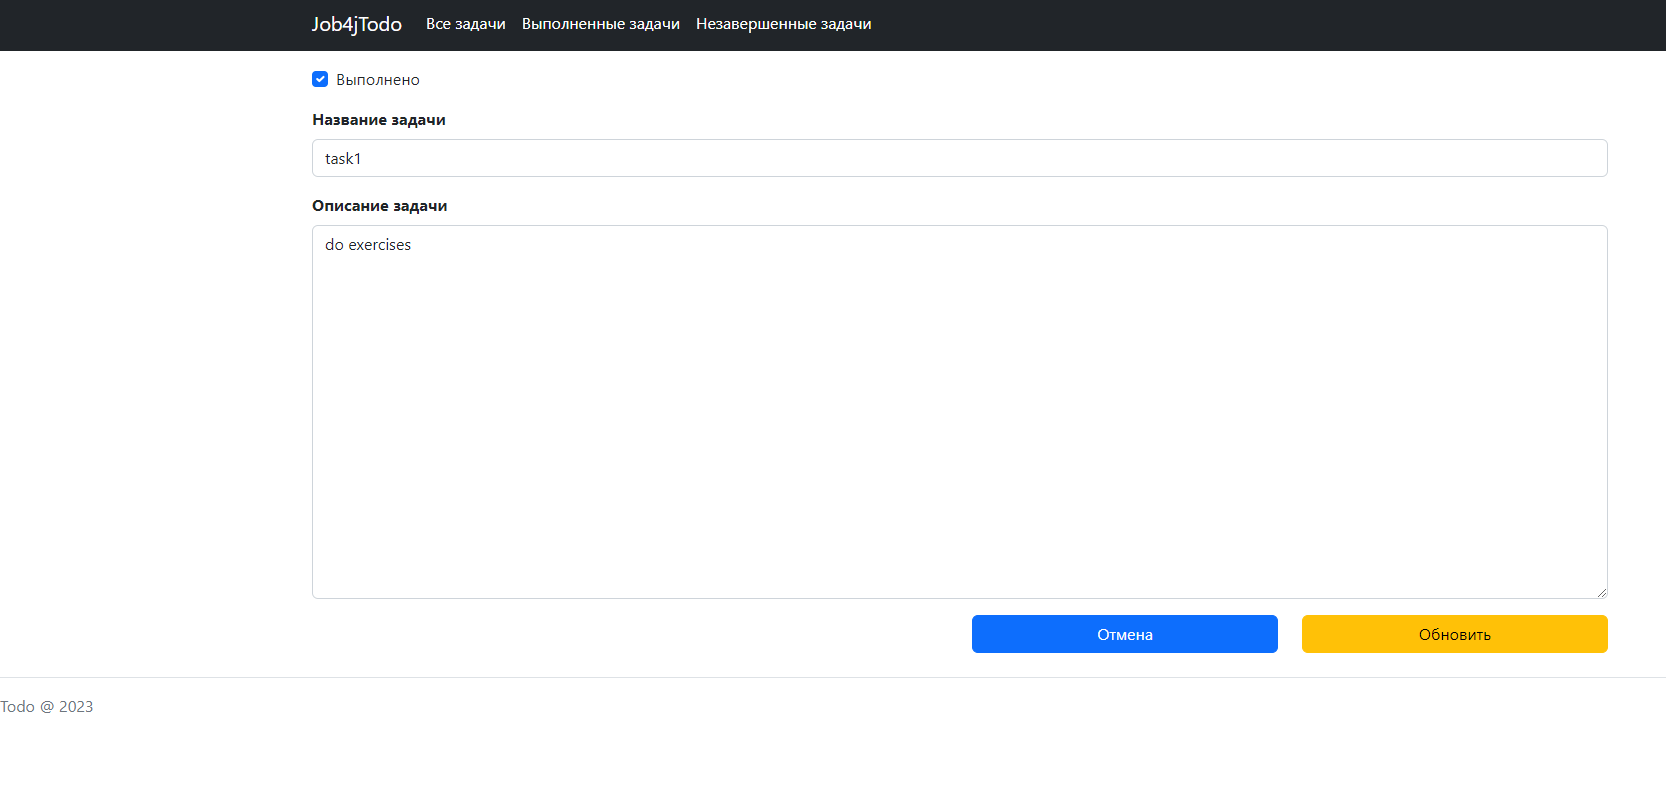 Job4jTodo Все задачи Выполненные задачи Незавершенные задачи
Выполнено
Название задачи
task1
Описание задачи
do exercises
Отмена Обновить
Todo @ 2023